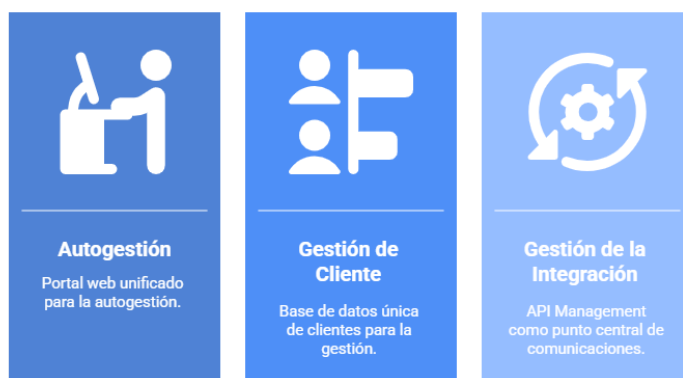 Autogestión
Portal web unificado
para la autogestión.
Gestión de
Cliente
Base de datos única
de clientes para la
gestión.
Gestión de la
Integración
API Management
como punto central de
comunicaciones.